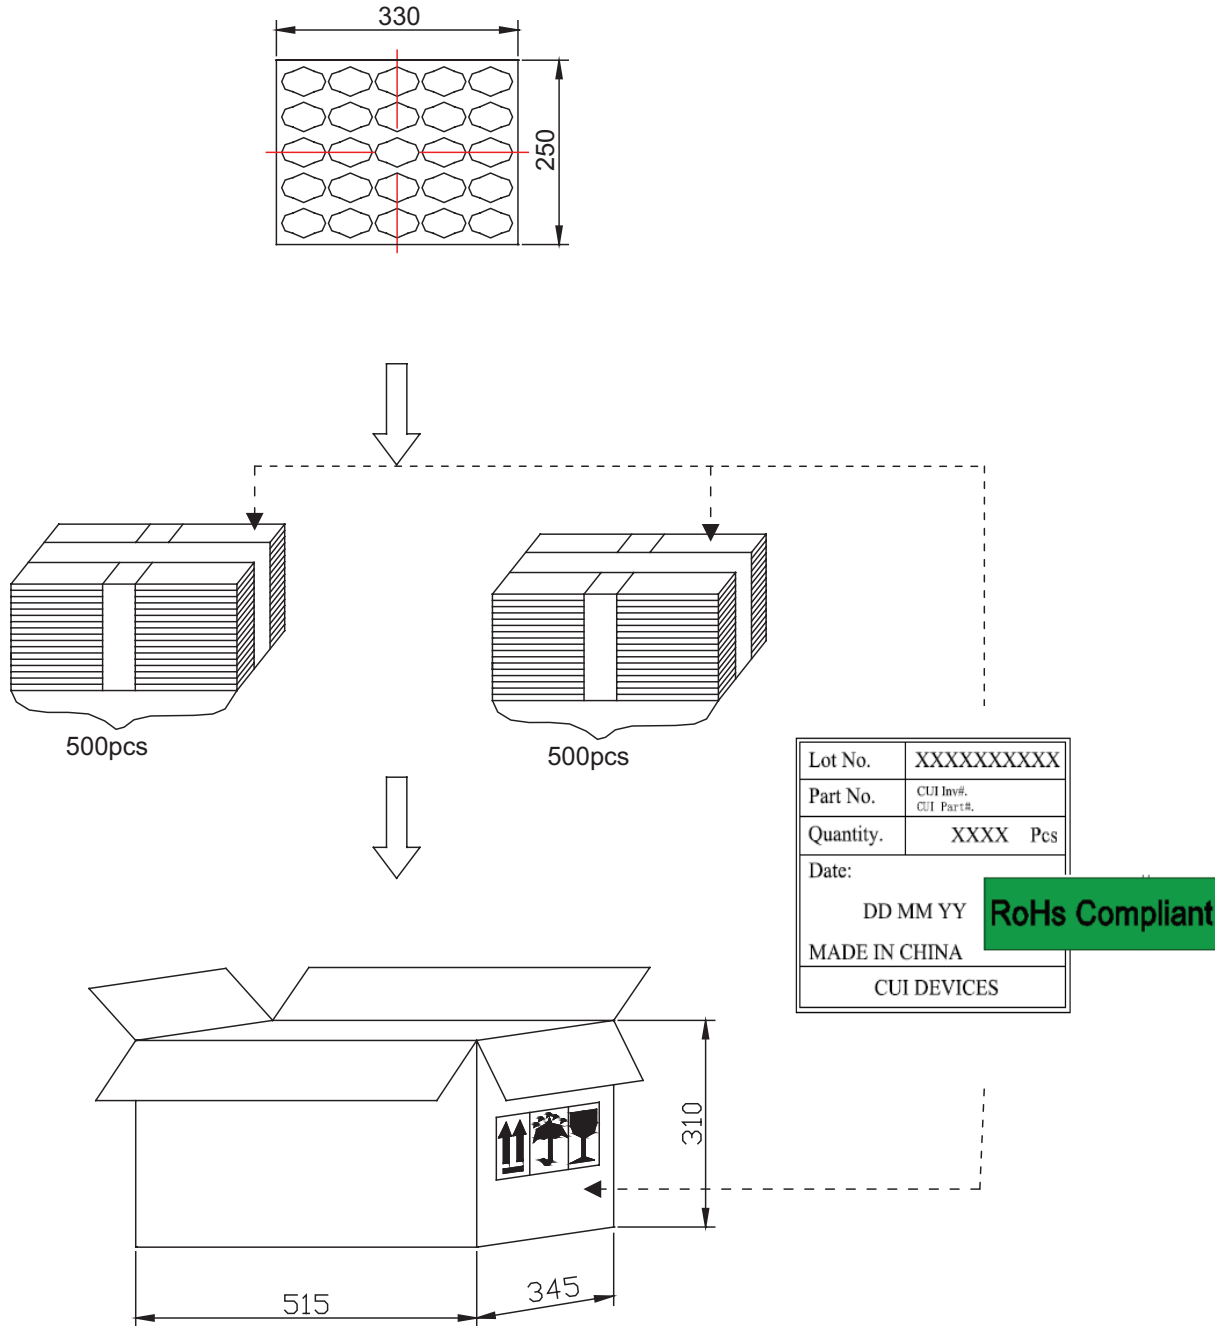 330
250
500pcs
500pcs
Lot No. XXXXXXXXXX
Part No. CUI Inv#.
CUI Part#.
Quantity. XXXX Pcs
Date:
DD MM YY
RoHs Compliant
MADE IN CHINA
CUI DEVICES
310
345
515